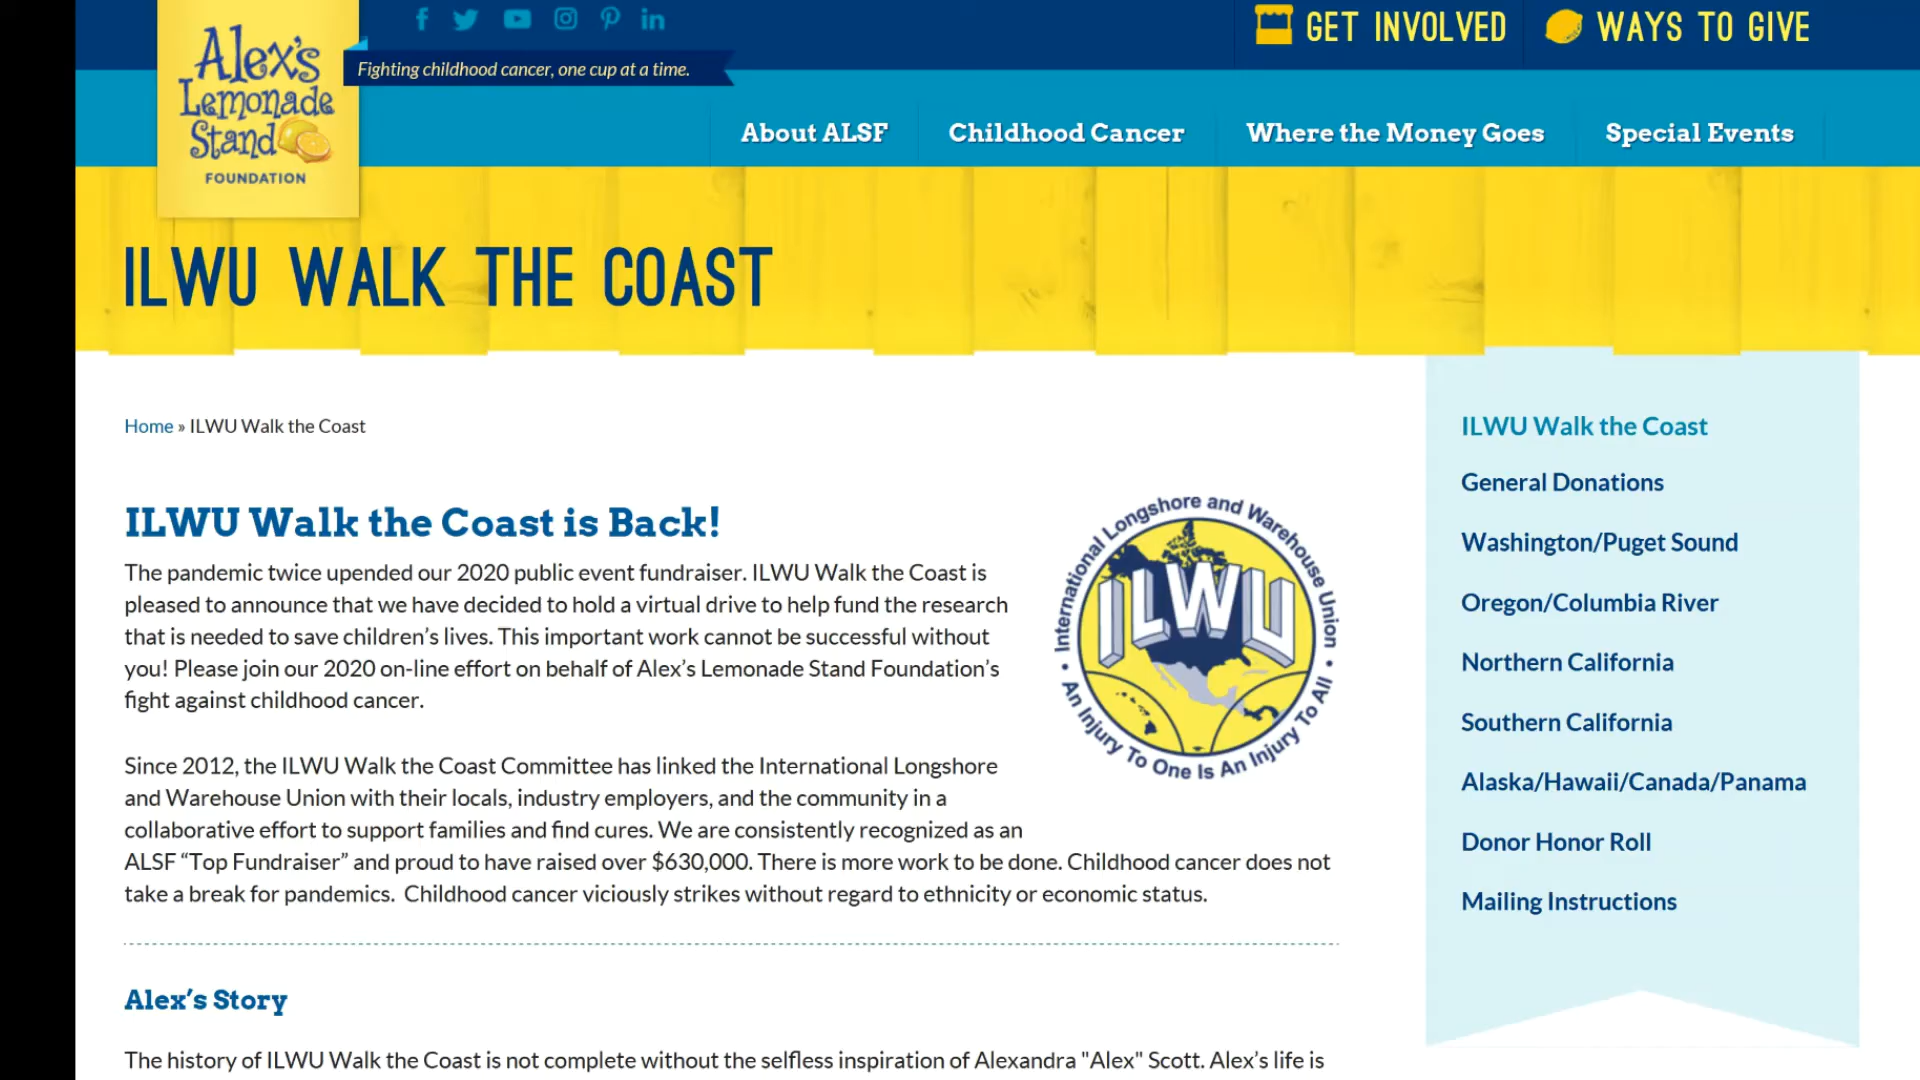 Alex's
Lemonade
Stand
FOUNDATION
Fighting childhood cancer, one cup at a time.
GET INVOLVED
WAYS TO GIVE
About ALSF
Childhood Cancer
Where the Money Goes
Special Events
ILWU WALK THE COAST
Home » ILWU Walk the Coast
ILWU Walk the Coast is Back!
The pandemic twice upended our 2020 public event fundraiser. ILWU Walk the Coast is
pleased to announce that we have decided to hold a virtual drive to help fund the research
that is needed to save children’s lives. This important work cannot be successful without
you! Please join our 2020 on-line effort on behalf of Alex’s Lemonade Stand Foundation’s
fight against childhood cancer.
International Longshore and Warehouse Union
ILWU
• An Injury To One Is An Injury To All •
Since 2012, the ILWU Walk the Coast Committee has linked the International Longshore
and Warehouse Union with their locals, industry employers, and the community in a
collaborative effort to support families and find cures. We are consistently recognized as an
ALSF “Top Fundraiser” and proud to have raised over $630,000. There is more work to be done. Childhood cancer does not
take a break for pandemics.  Childhood cancer viciously strikes without regard to ethnicity or economic status.
Alex’s Story
The history of ILWU Walk the Coast is not complete without the selfless inspiration of Alexandra "Alex" Scott. Alex’s life is
ILWU Walk the Coast
General Donations
Washington/Puget Sound
Oregon/Columbia River
Northern California
Southern California
Alaska/Hawaii/Canada/Panama
Donor Honor Roll
Mailing Instructions